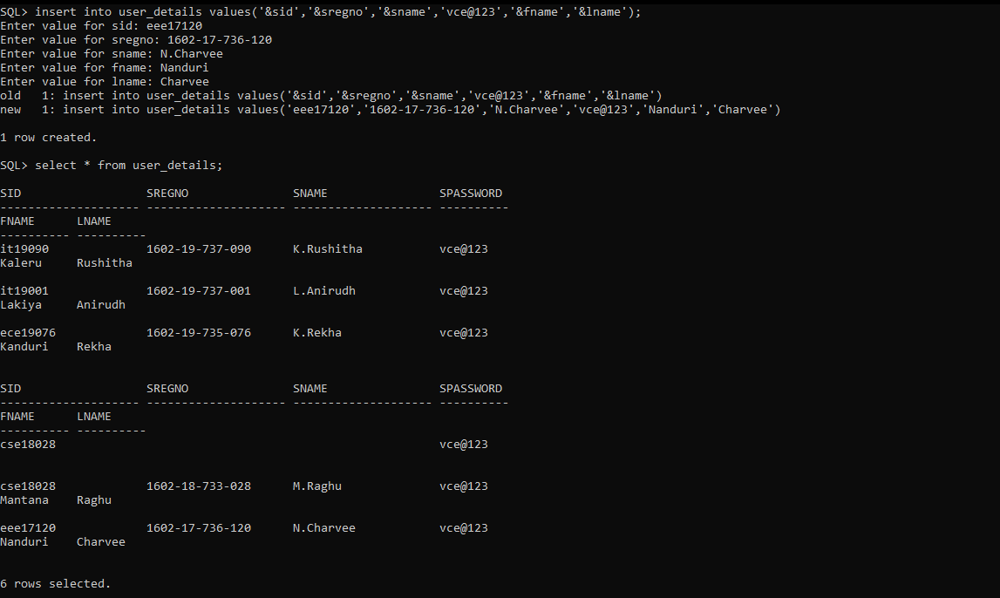 SQL> insert into user_details values('&sid','&sregno','&sname','vce@123','&fname','&lname');
Enter value for sid: eee17120
Enter value for sregno: 1602-17-736-120
Enter value for sname: N.Charvee
Enter value for fname: Nanduri
Enter value for lname: Charvee
old   1: insert into user_details values('&sid','&sregno','&sname','vce@123','&fname','&lname')
new   1: insert into user_details values('eee17120','1602-17-736-120','N.Charvee','vce@123','Nanduri','Charvee')

1 row created.

SQL> select * from user_details;

SID                  SREGNO               SNAME                SPASSWORD
-------------------- -------------------- -------------------- ----------
FNAME      LNAME
---------- ----------
it19090              1602-19-737-090      K.Rushitha           vce@123
Kaleru     Rushitha

it19001              1602-19-737-001      L.Anirudh            vce@123
Lakiya     Anirudh

ece19076             1602-19-735-076      K.Rekha              vce@123
Kanduri    Rekha


SID                  SREGNO               SNAME                SPASSWORD
-------------------- -------------------- -------------------- ----------
FNAME      LNAME
---------- ----------
cse18028                                                       vce@123


cse18028             1602-18-733-028      M.Raghu              vce@123
Mantana    Raghu

eee17120             1602-17-736-120      N.Charvee            vce@123
Nanduri    Charvee


6 rows selected.